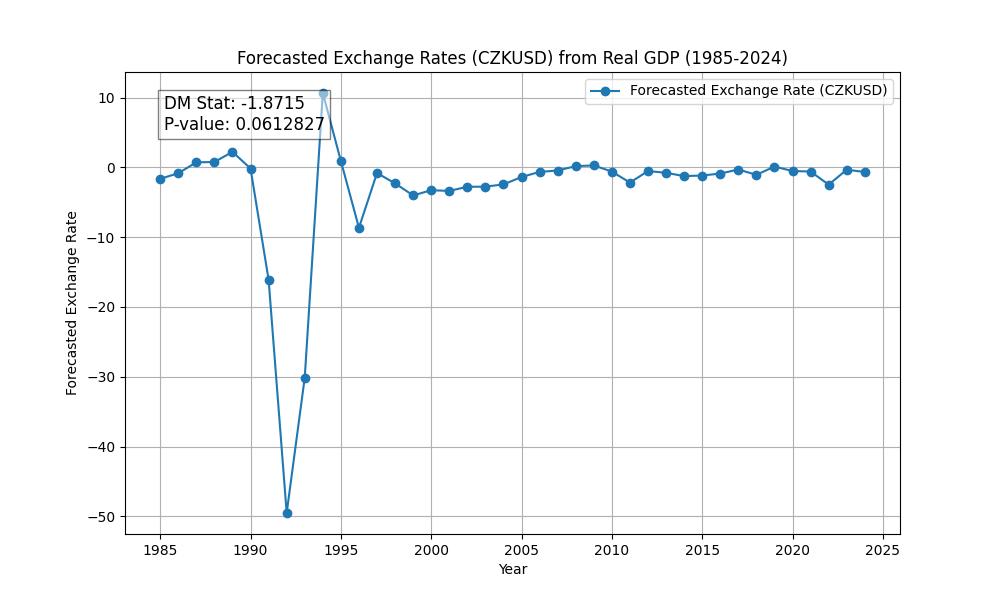 Forecasted Exchange Rates (CZKUSD) from Real GDP (1985-2024)
DM Stat: -1.8715
P-value: 0.0612827
Forecasted Exchange Rate (CZKUSD)
10
0
−10
−20
−30
−40
−50
Forecasted Exchange Rate
1985 1990 1995 2000 2005 2010 2015 2020 2025
Year